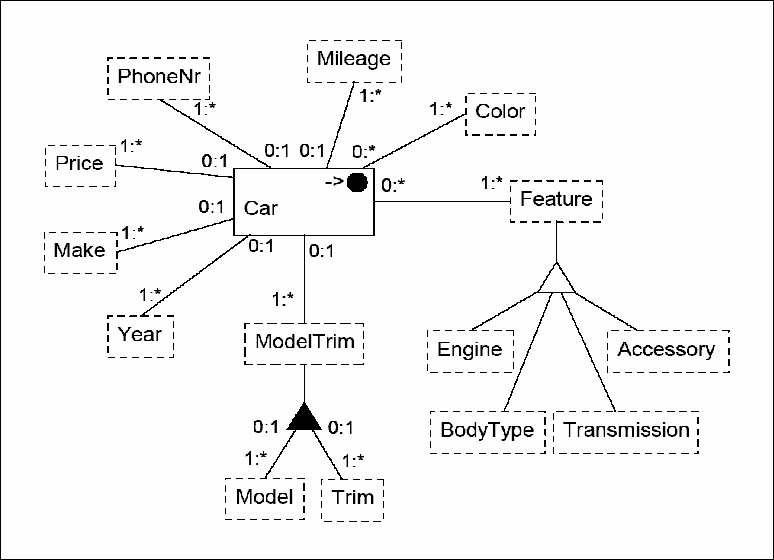 Mileage
PhoneNr
1:*
1:*
1:*
Color
0:1
0:1
0:*
1:*
Price
0:1
->
0:*
1:*
Feature
0:1
Car
1:*
Make
0:1
0:1
1:*
1:*
Year
ModelTrim
Engine
Accessory
0:1
0:1
BodyType
Transmission
1:*
1:*
Model
Trim